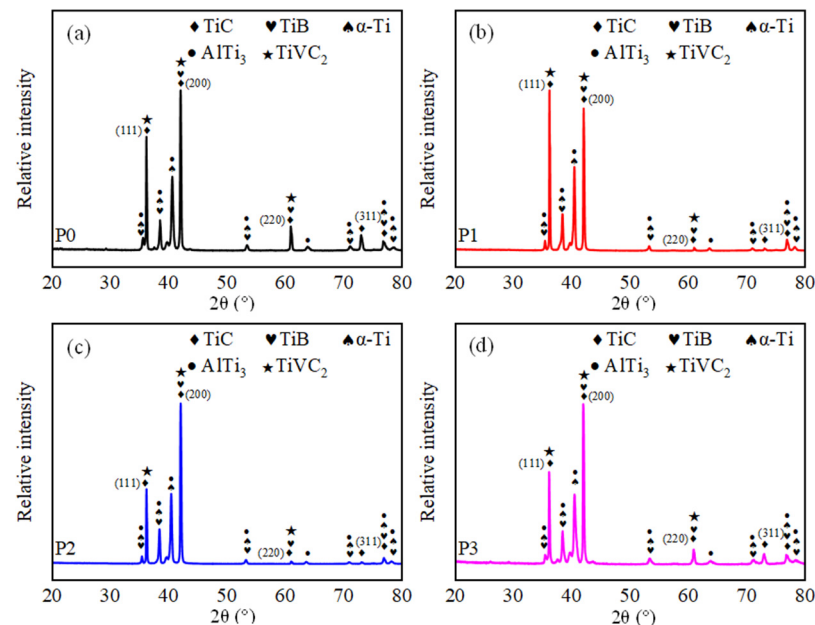 (a) ♦TiC ♥TiB ♠α-Ti
●AlTi₃ ★TiVC₂
(111)
(200)
(220)
(311)
P0
Relative intensity
20 30 40 50 60 70 80
2θ (°)
(b) ♦TiC ♥TiB ♠α-Ti
●AlTi₃ ★TiVC₂
(111)
(200)
(220)
(311)
P1
Relative intensity
20 30 40 50 60 70 80
2θ (°)
(c) ♦TiC ♥TiB ♠α-Ti
●AlTi₃ ★TiVC₂
(200)
(111)
(220)
(311)
P2
Relative intensity
20 30 40 50 60 70 80
2θ (°)
(d) ♦TiC ♥TiB ♠α-Ti
●AlTi₃ ★TiVC₂
(200)
(111)
(220)
(311)
P3
Relative intensity
20 30 40 50 60 70 80
2θ (°)